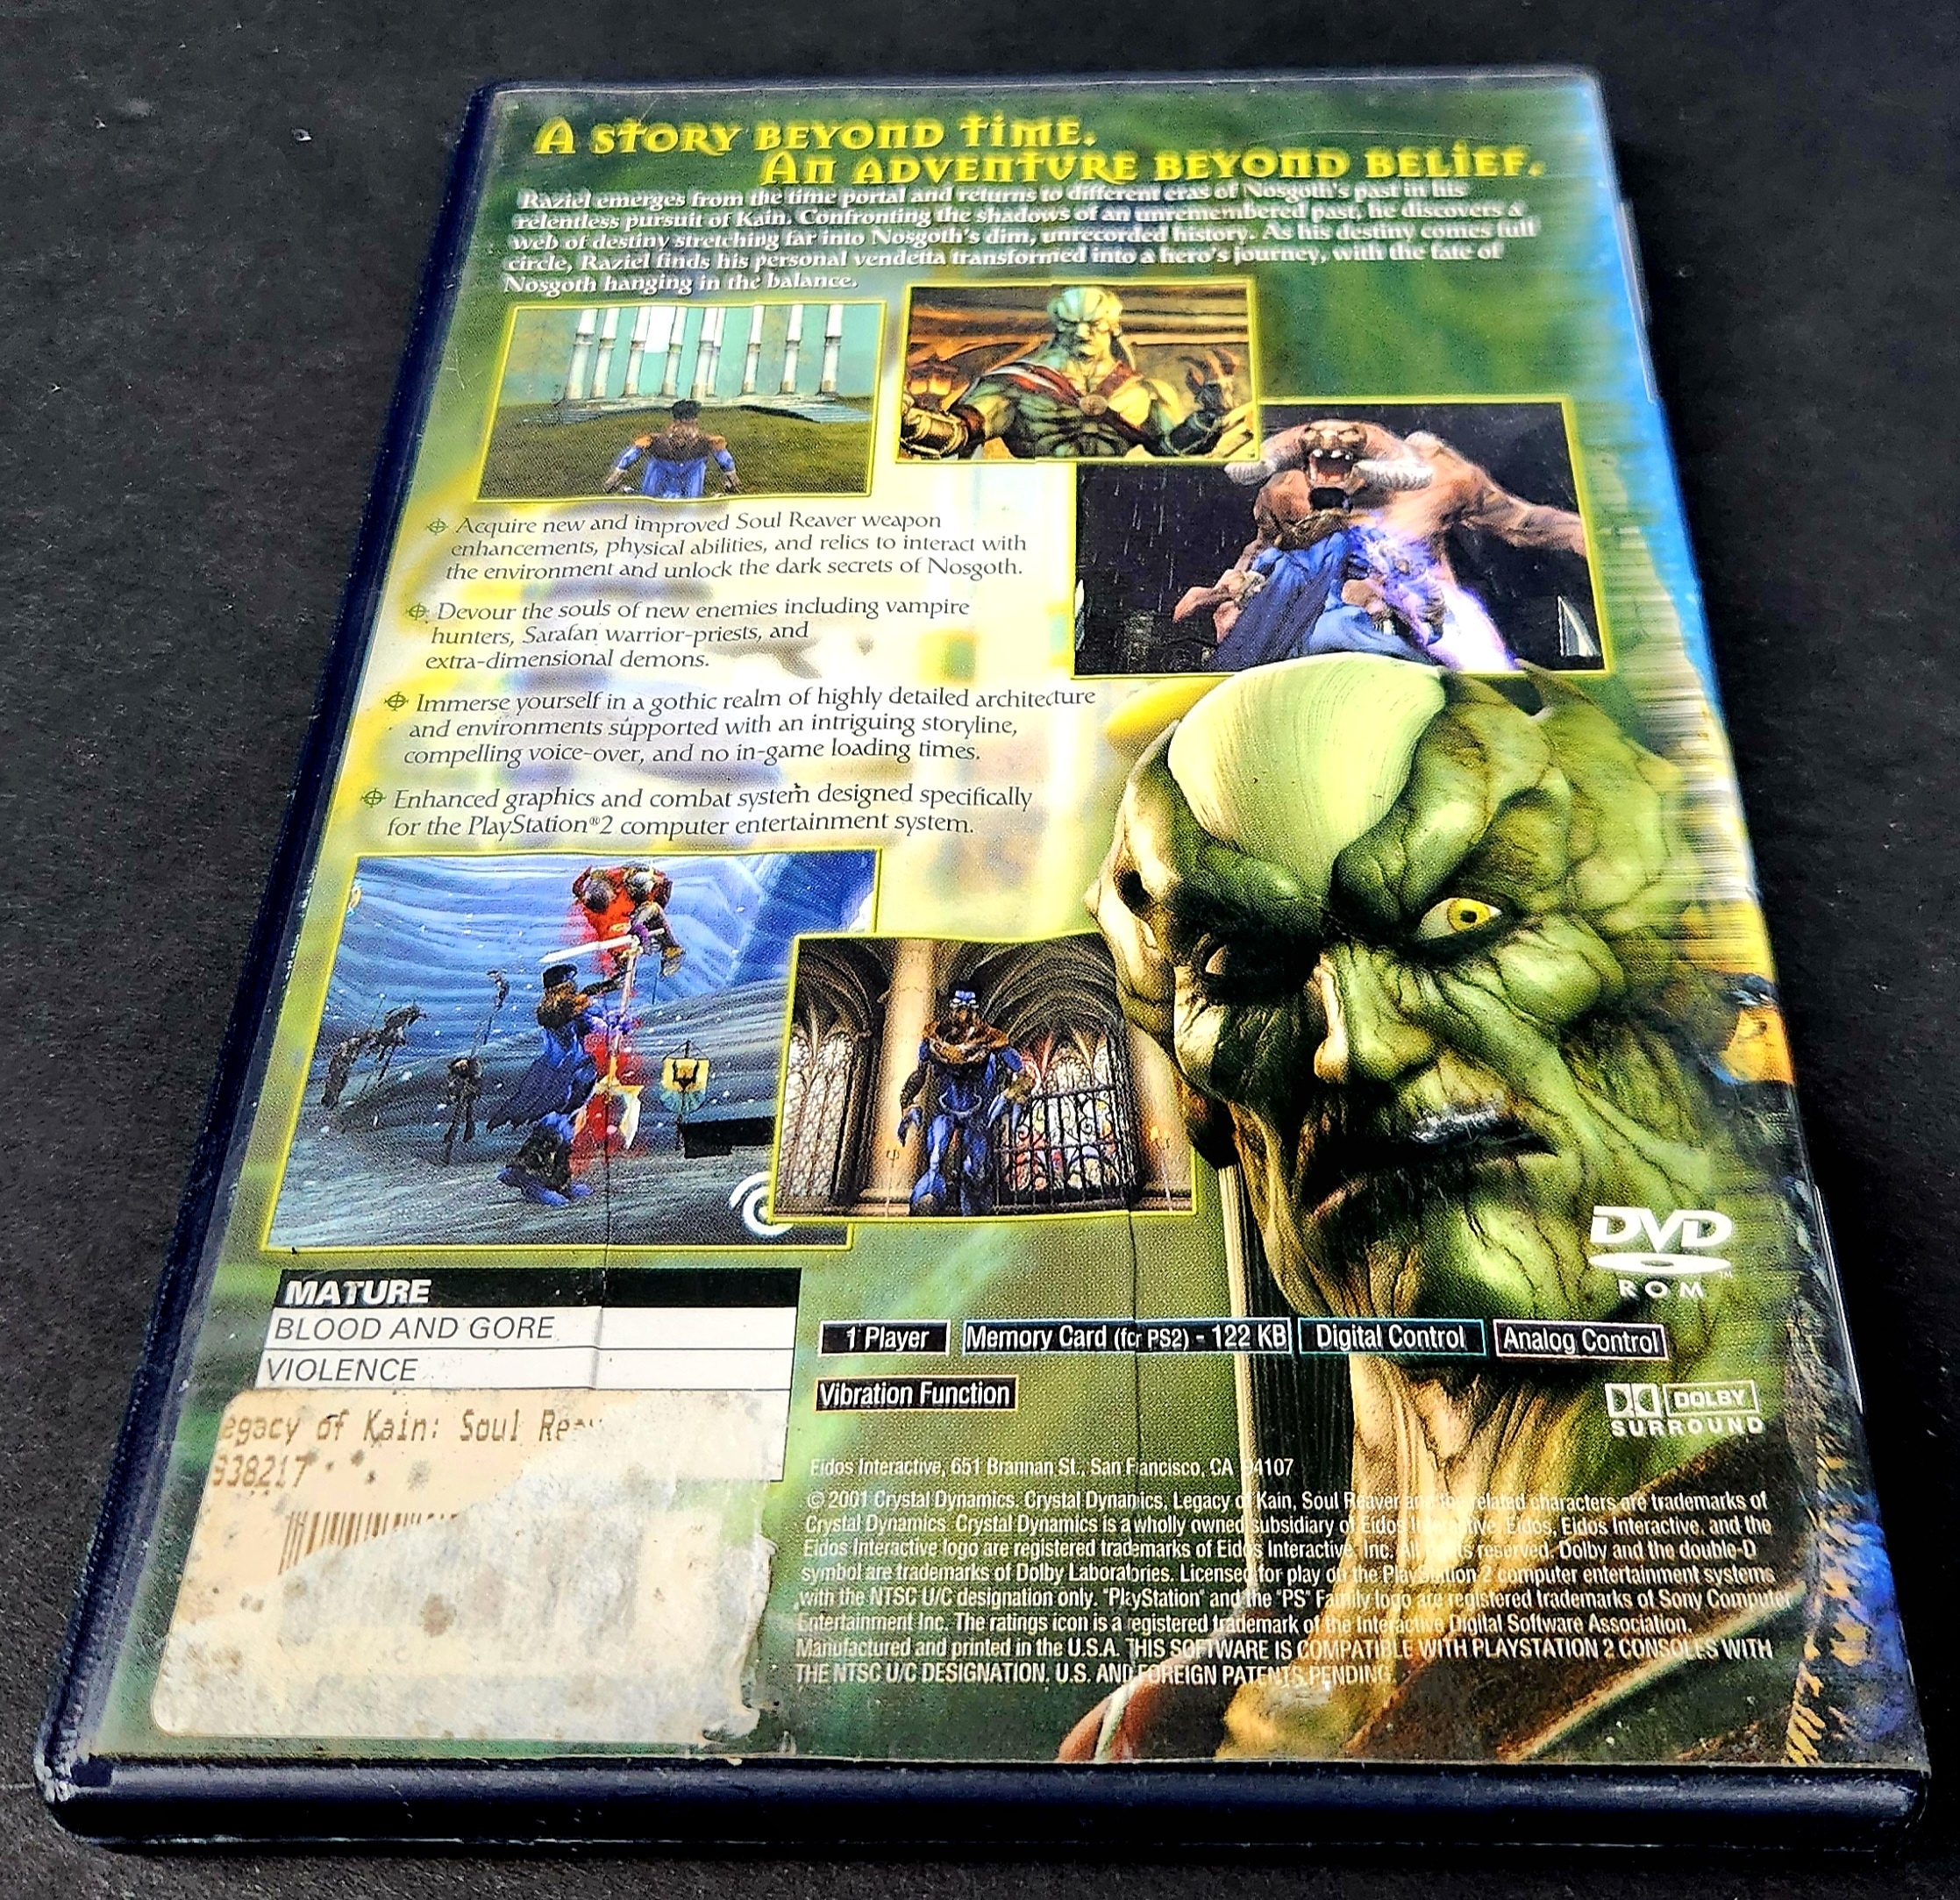 A STORY BEYOND TIME.
AN ADVENTURE BEYOND BELIEF.
Raziel emerges from the time portal and returns to different eras of Nosgoth's past in his
relentless pursuit of Kain. Confronting the shadows of an unremembered past, he discovers a
web of destiny stretching far into Nosgoth's dim, unrecorded history. As his destiny comes full
circle, Raziel finds his personal vendetta transformed into a hero's journey, with the fate of
Nosgoth hanging in the balance.
Acquire new and improved Soul Reaver weapon
enhancements, physical abilities, and relics to interact with
the environment and unlock the dark secrets of Nosgoth.
Devour the souls of new enemies including vampire
hunters, Sarafan warrior-priests, and
extra-dimensional demons.
Immerse yourself in a gothic realm of highly detailed architecture
and environments supported with an intriguing storyline,
compelling voice-over, and no in-game loading times.
Enhanced graphics and combat system designed specifically
for the PlayStation®2 computer entertainment system.
DVD
ROM
MATURE
BLOOD AND GORE
VIOLENCE
1 Player
Memory Card (for PS2) - 122 KB
Digital Control
Analog Control
Vibration Function
DOLBY
SURROUND
egacy of Kain: Soul Rea
938217
Eidos Interactive, 651 Brannan St., San Francisco, CA 94107
© 2001 Crystal Dynamics. Crystal Dynamics, Legacy of Kain, Soul Reaver and the related characters are trademarks of
Crystal Dynamics. Crystal Dynamics is a wholly owned subsidiary of Eidos Interactive. Eidos, Eidos Interactive, and the
Eidos Interactive logo are registered trademarks of Eidos Interactive, Inc. All rights reserved. Dolby and the double-D
symbol are trademarks of Dolby Laboratories. Licensed for play on the PlayStation 2 computer entertainment systems
with the NTSC U/C designation only. "PlayStation" and the "PS" Family logo are registered trademarks of Sony Computer
Entertainment Inc. The ratings icon is a registered trademark of the Interactive Digital Software Association.
Manufactured and printed in the U.S.A. THIS SOFTWARE IS COMPATIBLE WITH PLAYSTATION 2 CONSOLES WITH
THE NTSC U/C DESIGNATION, U.S. AND FOREIGN PATENTS PENDING.